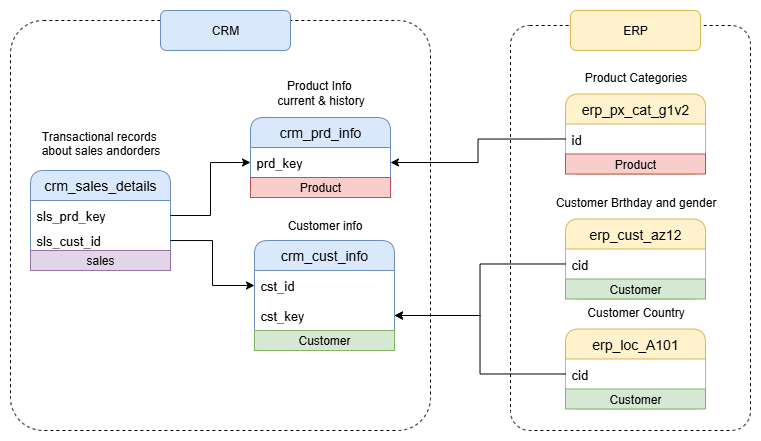 CRM
ERP
Product Info
current & history
Product Categories
Transactional records
about sales andorders
crm_prd_info
prd_key
Product
erp_px_cat_g1v2
id
Product
crm_sales_details
sls_prd_key
sls_cust_id
sales
Customer info
crm_cust_info
cst_id
cst_key
Customer
Customer Brthday and gender
erp_cust_az12
cid
Customer
Customer Country
erp_loc_A101
cid
Customer